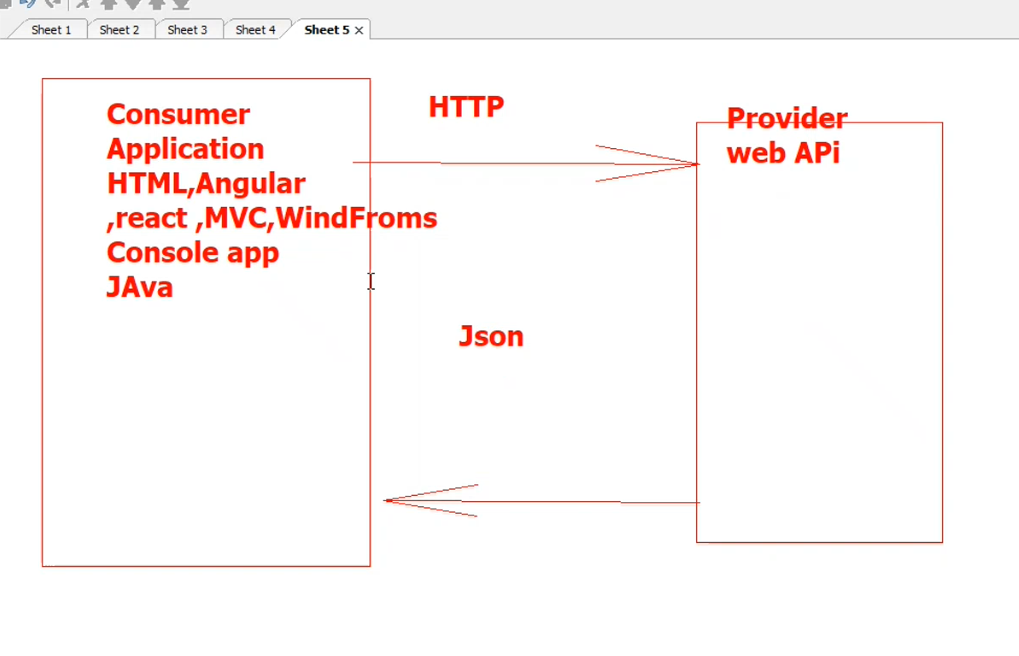 Sheet 1 Sheet 2 Sheet 3 Sheet 4 Sheet 5
Consumer
Application
HTML,Angular
,react ,MVC,WindFroms
Console app
JAva
HTTP
Json
Provider
web APi